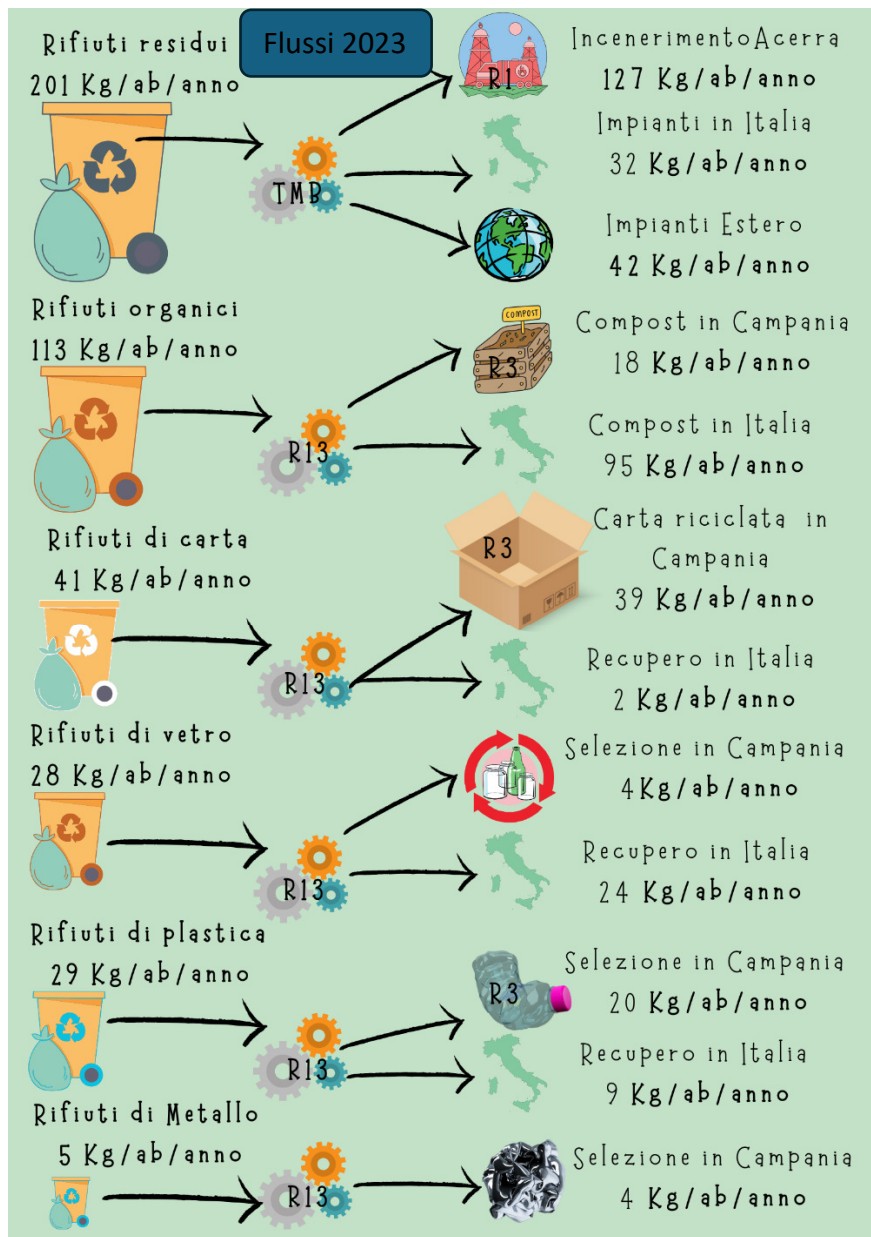 Flussi 2023
Rifiuti residui
201 Kg/ab/anno
TMB
R1
IncenerimentoAcerra
127 Kg/ab/anno
Impianti in Italia
32 Kg/ab/anno
Impianti Estero
42 Kg/ab/anno
Rifiuti organici
113 Kg/ab/anno
R13
COMPOST
R3
Compost in Campania
18 Kg/ab/anno
Compost in Italia
95 Kg/ab/anno
Rifiuti di carta
41 Kg/ab/anno
R13
R3
Carta riciclata in
Campania
39 Kg/ab/anno
Recupero in Italia
2 Kg/ab/anno
Rifiuti di vetro
28 Kg/ab/anno
R13
Selezione in Campania
4Kg/ab/anno
Recupero in Italia
24 Kg/ab/anno
Rifiuti di plastica
29 Kg/ab/anno
R13
R3
Selezione in Campania
20 Kg/ab/anno
Recupero in Italia
9 Kg/ab/anno
Rifiuti di Metallo
5 Kg/ab/anno
R13
Selezione in Campania
4 Kg/ab/anno